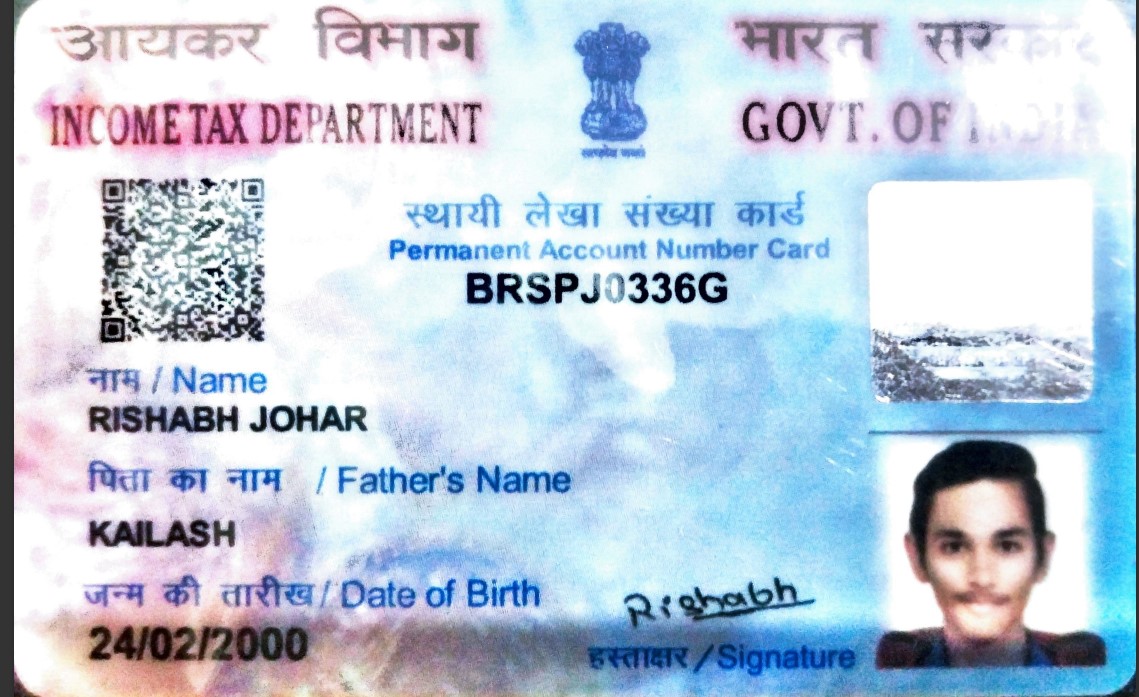 आयकर विभाग
भारत सरकार
INCOME TAX DEPARTMENT
GOVT. OF INDIA
सत्यमेव जयते
स्थायी लेखा संख्या कार्ड
Permanent Account Number Card
BRSPJ0336G
नाम / Name
RISHABH JOHAR
पिता का नाम / Father's Name
KAILASH
जन्म की तारीख / Date of Birth
24/02/2000
Rishabh
हस्ताक्षर / Signature